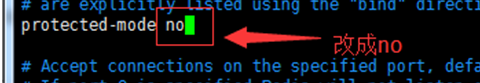 # are explicitly listed using the "bind" directi
protected-mode no
改成no
# Accept connections on the specified port, defa